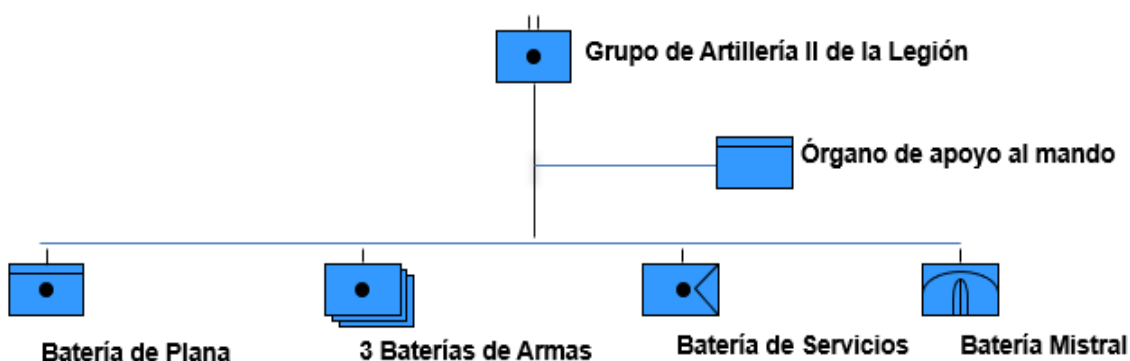 Grupo de Artillería II de la Legión
Órgano de apoyo al mando
Batería de Plana
3 Baterías de Armas
Batería de Servicios
Batería Mistral